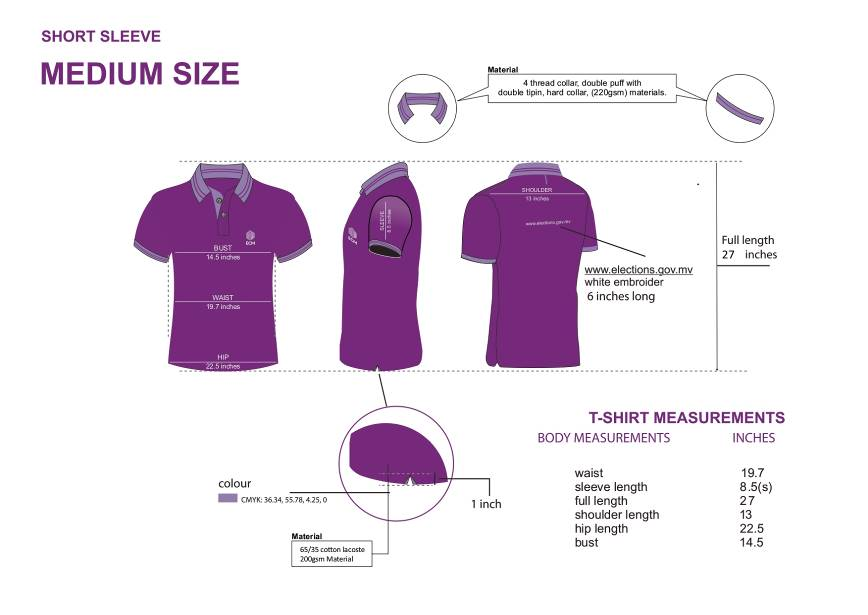 SHORT SLEEVE
MEDIUM SIZE
Material
4 thread collar, double puff with
double tipin, hard collar, (220gsm) materials.
ECM
BUST
14.5 inches
WAIST
19.7 inches
HIP
22.5 inches
SLEEVE
8.5 inches
ECM
SHOULDER
13 inches
www.elections.gov.mv
www.elections.gov.mv
white embroider
6 inches long
Full length
27 inches
colour
CMYK: 36.34, 55.78, 4.25, 0
1 inch
Material
65/35 cotton lacoste
200gsm Material
T-SHIRT MEASUREMENTS
BODY MEASUREMENTS INCHES
waist 19.7
sleeve length 8.5(s)
full length 27
shoulder length 13
hip length 22.5
bust 14.5